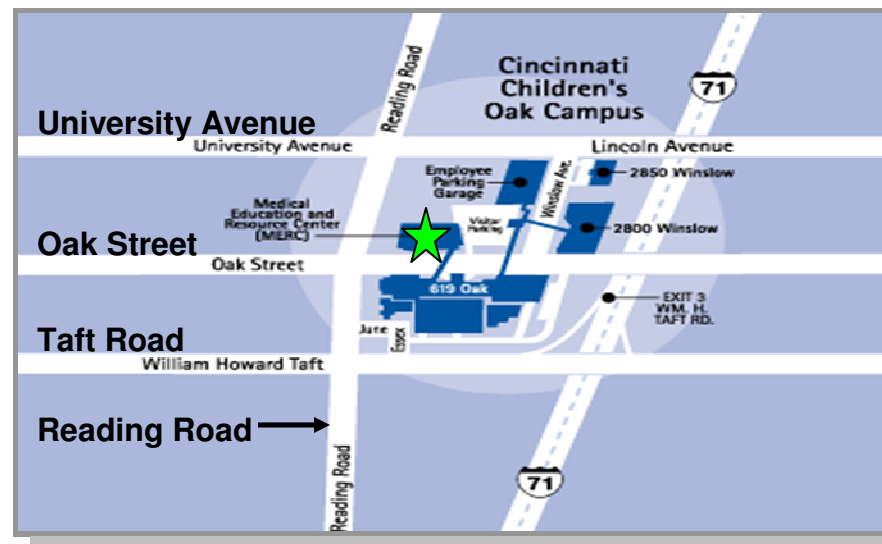 Cincinnati
Children's
Oak Campus
71
Reading Road
University Avenue
University Avenue
Lincoln Avenue
Employee
Parking
Garage
Winslow Ave.
2850 Winslow
Medical
Education and
Resource Center
(MERC)
Visitor
Parking
2800 Winslow
Oak Street
Oak Street
619 Oak
EXIT 3
WM. H.
TAFT RD.
Taft Road
June
Essex
William Howard Taft
Reading Road
Reading Road
71